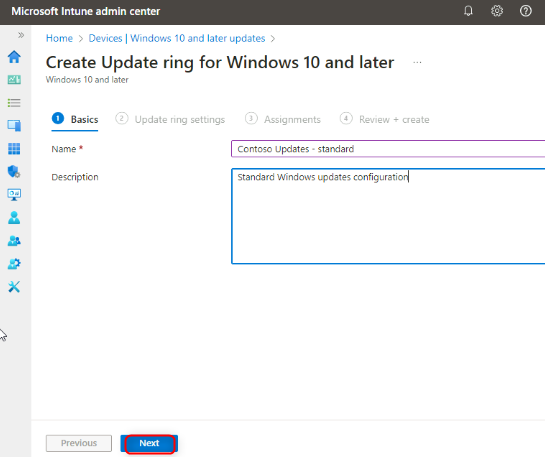 Microsoft Intune admin center
Home > Devices | Windows 10 and later updates >
Create Update ring for Windows 10 and later ...
Windows 10 and later
1 Basics 2 Update ring settings 3 Assignments 4 Review + create
Name * Contoso Updates - standard
Description Standard Windows updates configuration
Previous Next